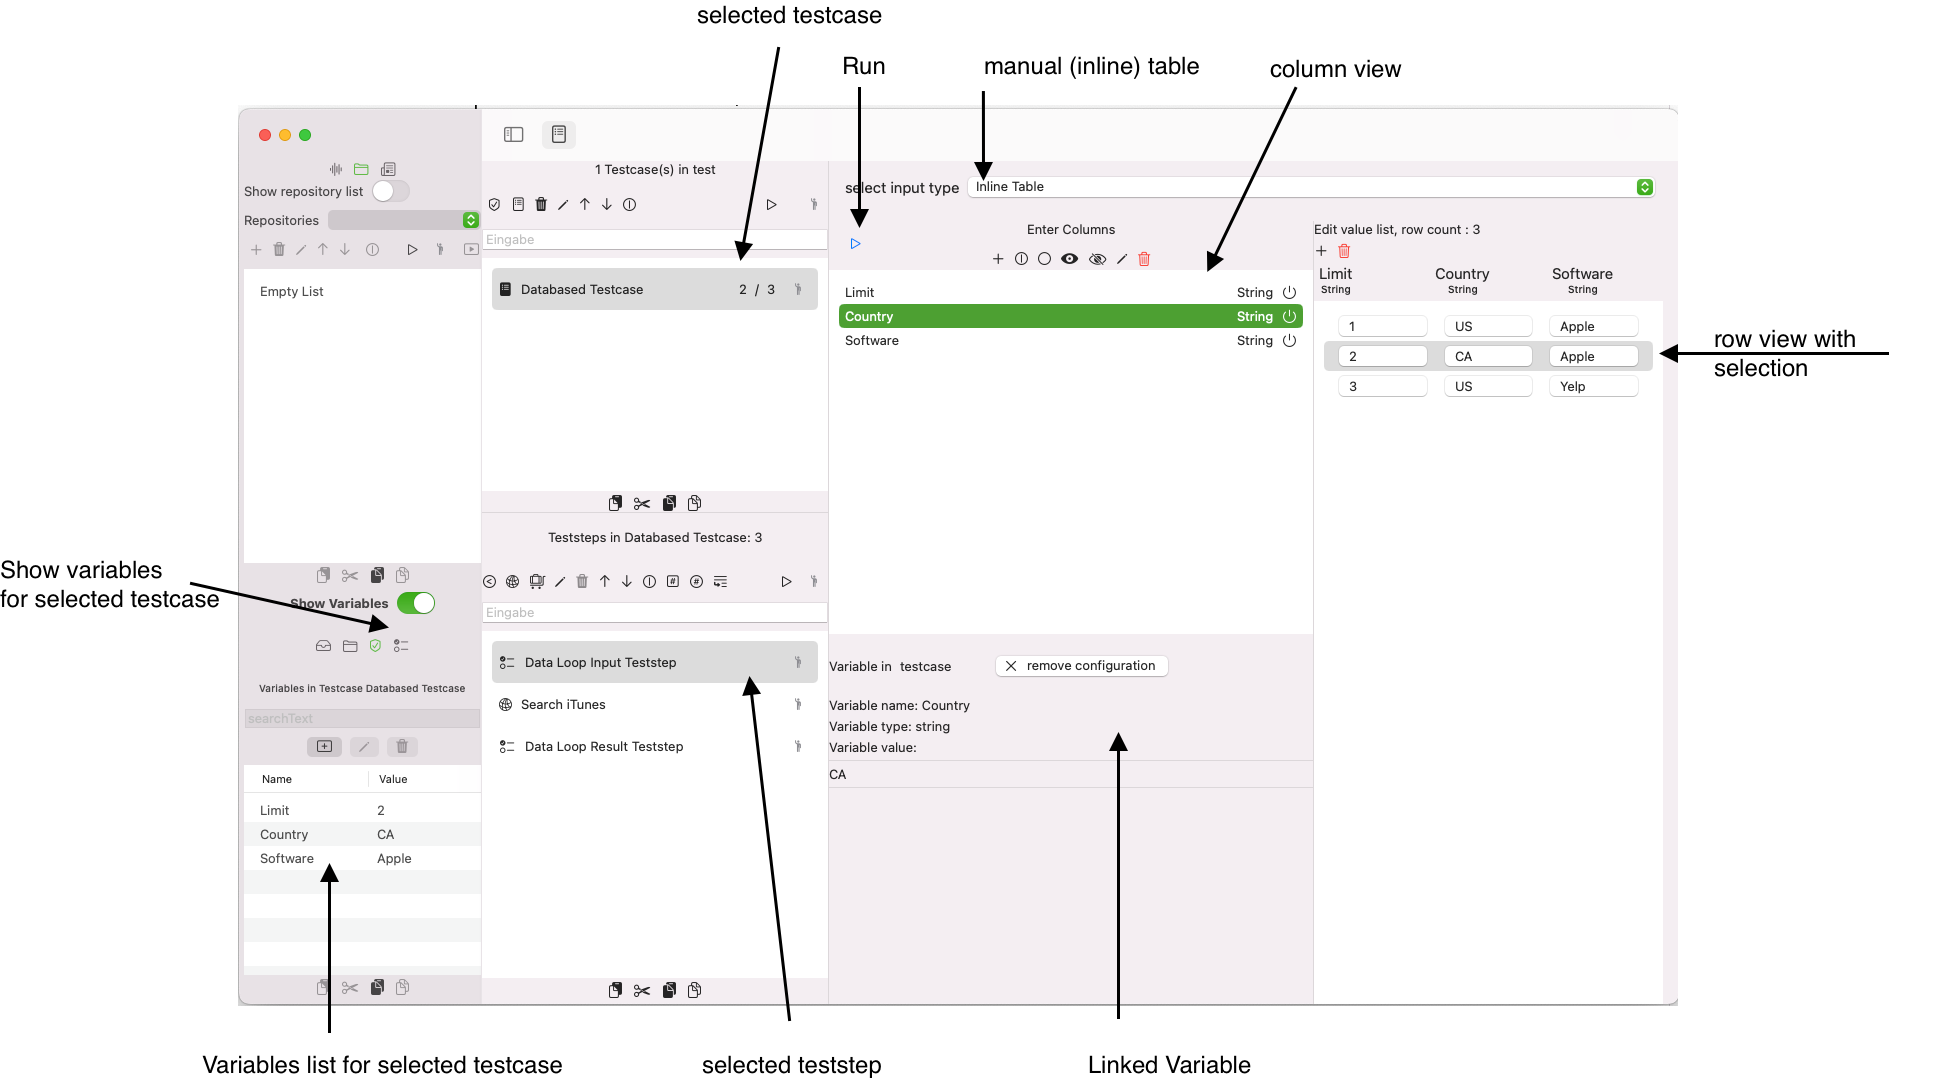 selected testcase
Run
manual (inline) table
column view
Show repository list
Repositories
Empty List
1 Testcase(s) in test
Eingabe
Databased Testcase
2 / 3
select input type
Inline Table
Enter Columns
Limit
String
Country
String
Software
String
Edit value list, row count : 3
Limit
Country
Software
String
String
String
1
US
Apple
2
CA
Apple
3
US
Yelp
row view with
selection
Teststeps in Databased Testcase: 3
Eingabe
Data Loop Input Teststep
Search iTunes
Data Loop Result Teststep
Show variables
for selected testcase
Show Variables
Variables in Testcase Databased Testcase
searchText
Name
Value
Limit
2
Country
CA
Software
Apple
Variable in testcase
remove configuration
Variable name: Country
Variable type: string
Variable value:
CA
Variables list for selected testcase
selected teststep
Linked Variable